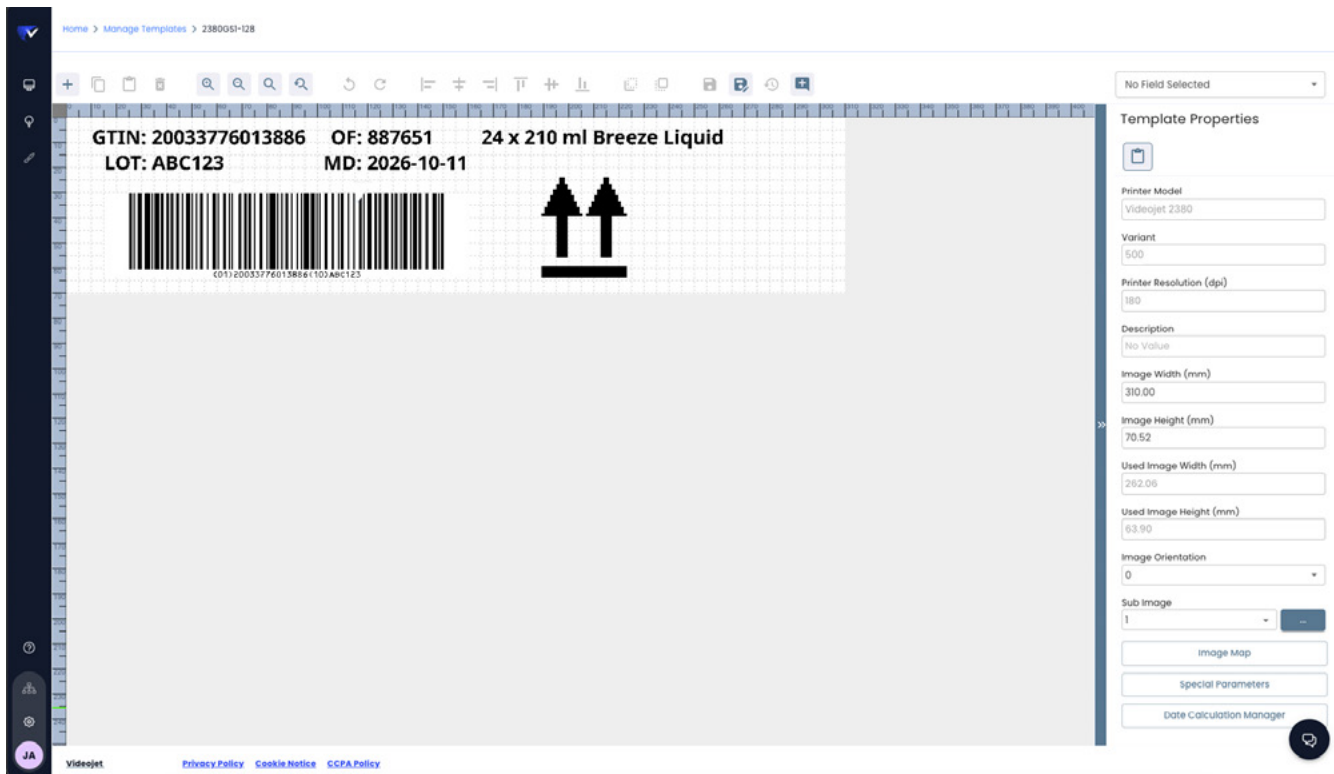 Home > Manage Templates > 2380GS1-128
No Field Selected
GTIN: 20033776013886 OF: 887651 24 x 210 ml Breeze Liquid
LOT: ABC123 MD: 2026-10-11
(01)20033776013886(10)ABC123
Template Properties
Printer Model
Videojet 2380
Variant
500
Printer Resolution (dpi)
180
Description
No Value
Image Width (mm)
310.00
Image Height (mm)
70.52
Used Image Width (mm)
262.06
Used Image Height (mm)
63.90
Image Orientation
0
Sub Image
1
...
Image Map
Special Parameters
Date Calculation Manager
JA
Videojet Privacy Policy Cookie Notice CCPA Policy